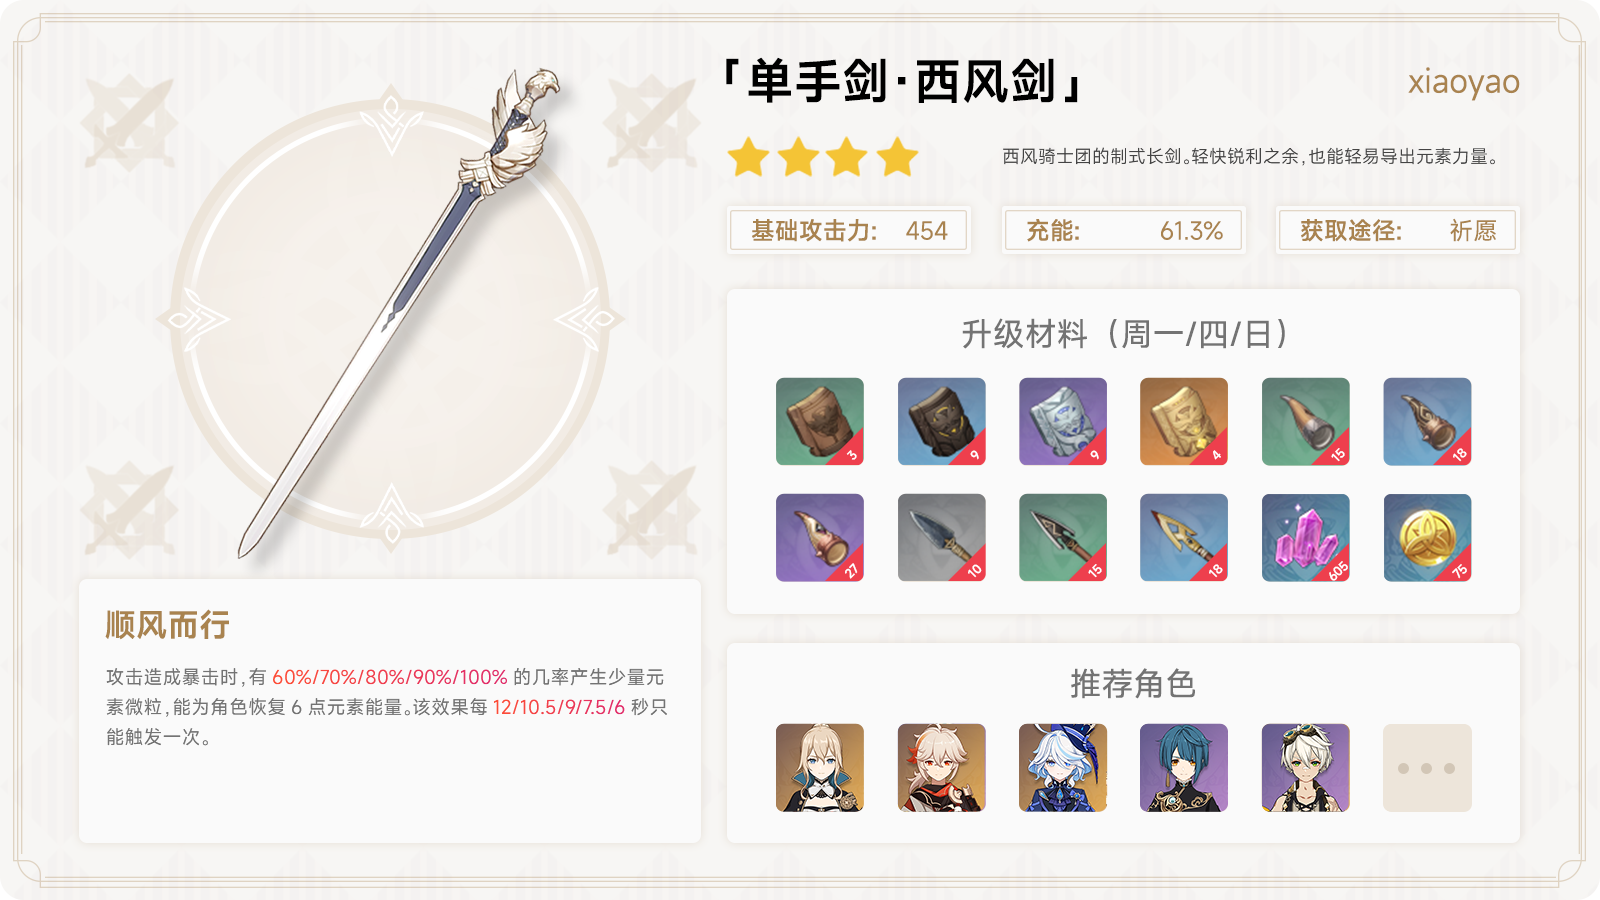 「单手剑·西风剑」
xiaoyao
西风骑士团的制式长剑。轻快锐利之余，也能轻易导出元素力量。
基础攻击力: 454
充能: 61.3%
获取途径: 祈愿
升级材料（周一/四/日）
3 9 9 4 15 18
27 10 15 18 605 75
顺风而行
攻击造成暴击时，有 60%/70%/80%/90%/100% 的几率产生少量元
素微粒，能为角色恢复 6 点元素能量。该效果每 12/10.5/9/7.5/6 秒只
能触发一次。
推荐角色